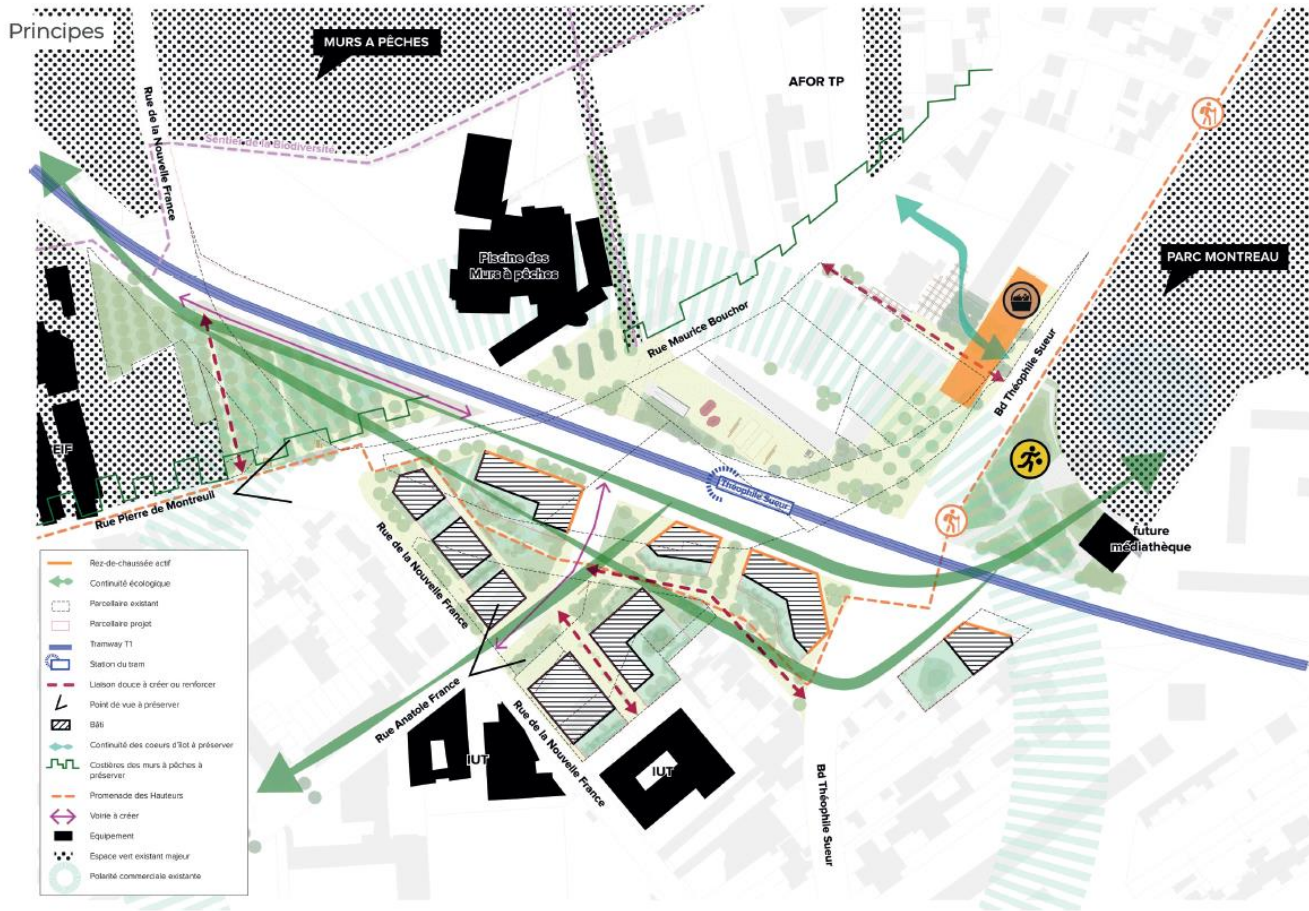 Principes
MURS A PÊCHES
AFOR TP
Rue de la Nouvelle France
Sentier de la Biodiversité
PARC MONTREAU
Piscine des
Murs à pêches
Rue Maurice Bouchor
Bd Théophile Sueur
EIF
Théophile Sueur
Rue Pierre de Montreuil
future
médiathèque
Rue de la Nouvelle France
Rue Anatole France
Rue de la Nouvelle France
IUT
IUT
Bd Théophile Sueur
Rez-de-chaussée actif
Continuité écologique
Parcellaire existant
Parcellaire projet
Tramway T1
Station du tram
Liaison douce à créer ou renforcer
Point de vue à préserver
Bâti
Continuité des coeurs d'îlot à préserver
Costières des murs à pêches à
préserver
Promenade des Hauteurs
Voirie à créer
Equipement
Espace vert existant majeur
Polarité commerciale existante